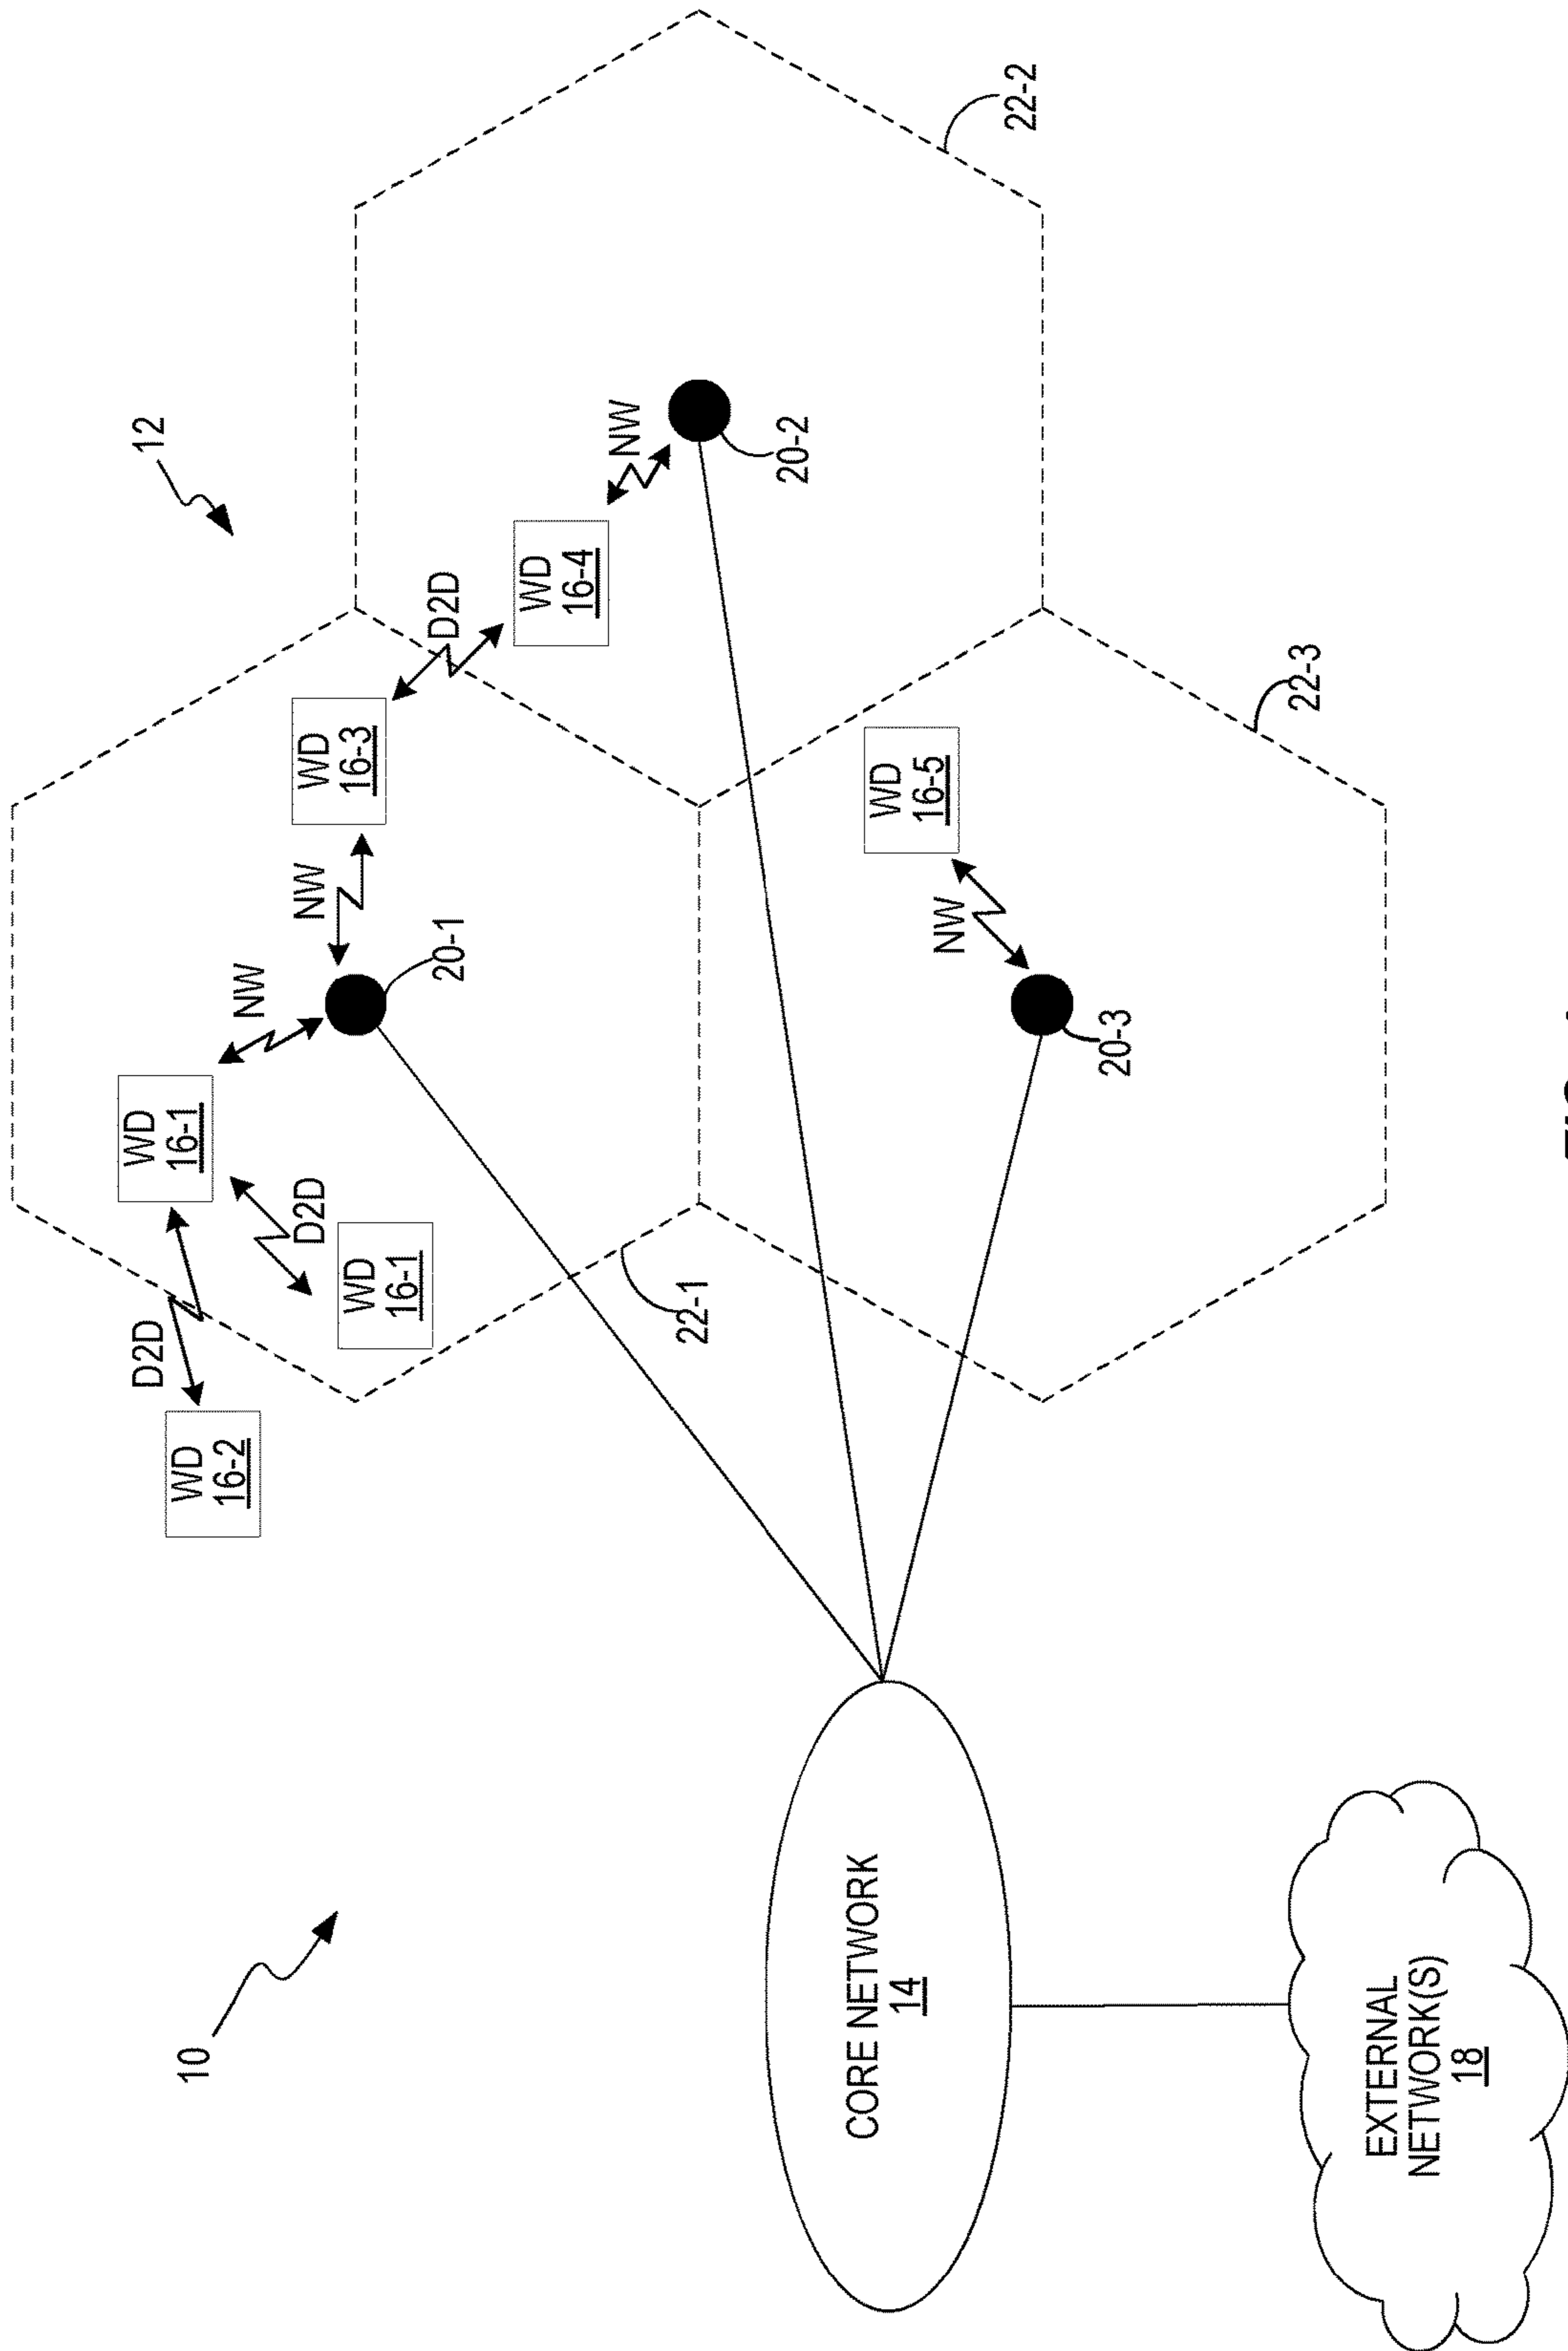 12
WD
16-1
D2D
10
WD
16-2
NW
D2D
NW
WD
16-3
WD
16-1
D2D
20-1
WD
16-4
NW
22-1
20-2
CORE NETWORK
14
WD
16-5
NW
22-2
20-3
22-3
EXTERNAL
NETWORK(S)
18